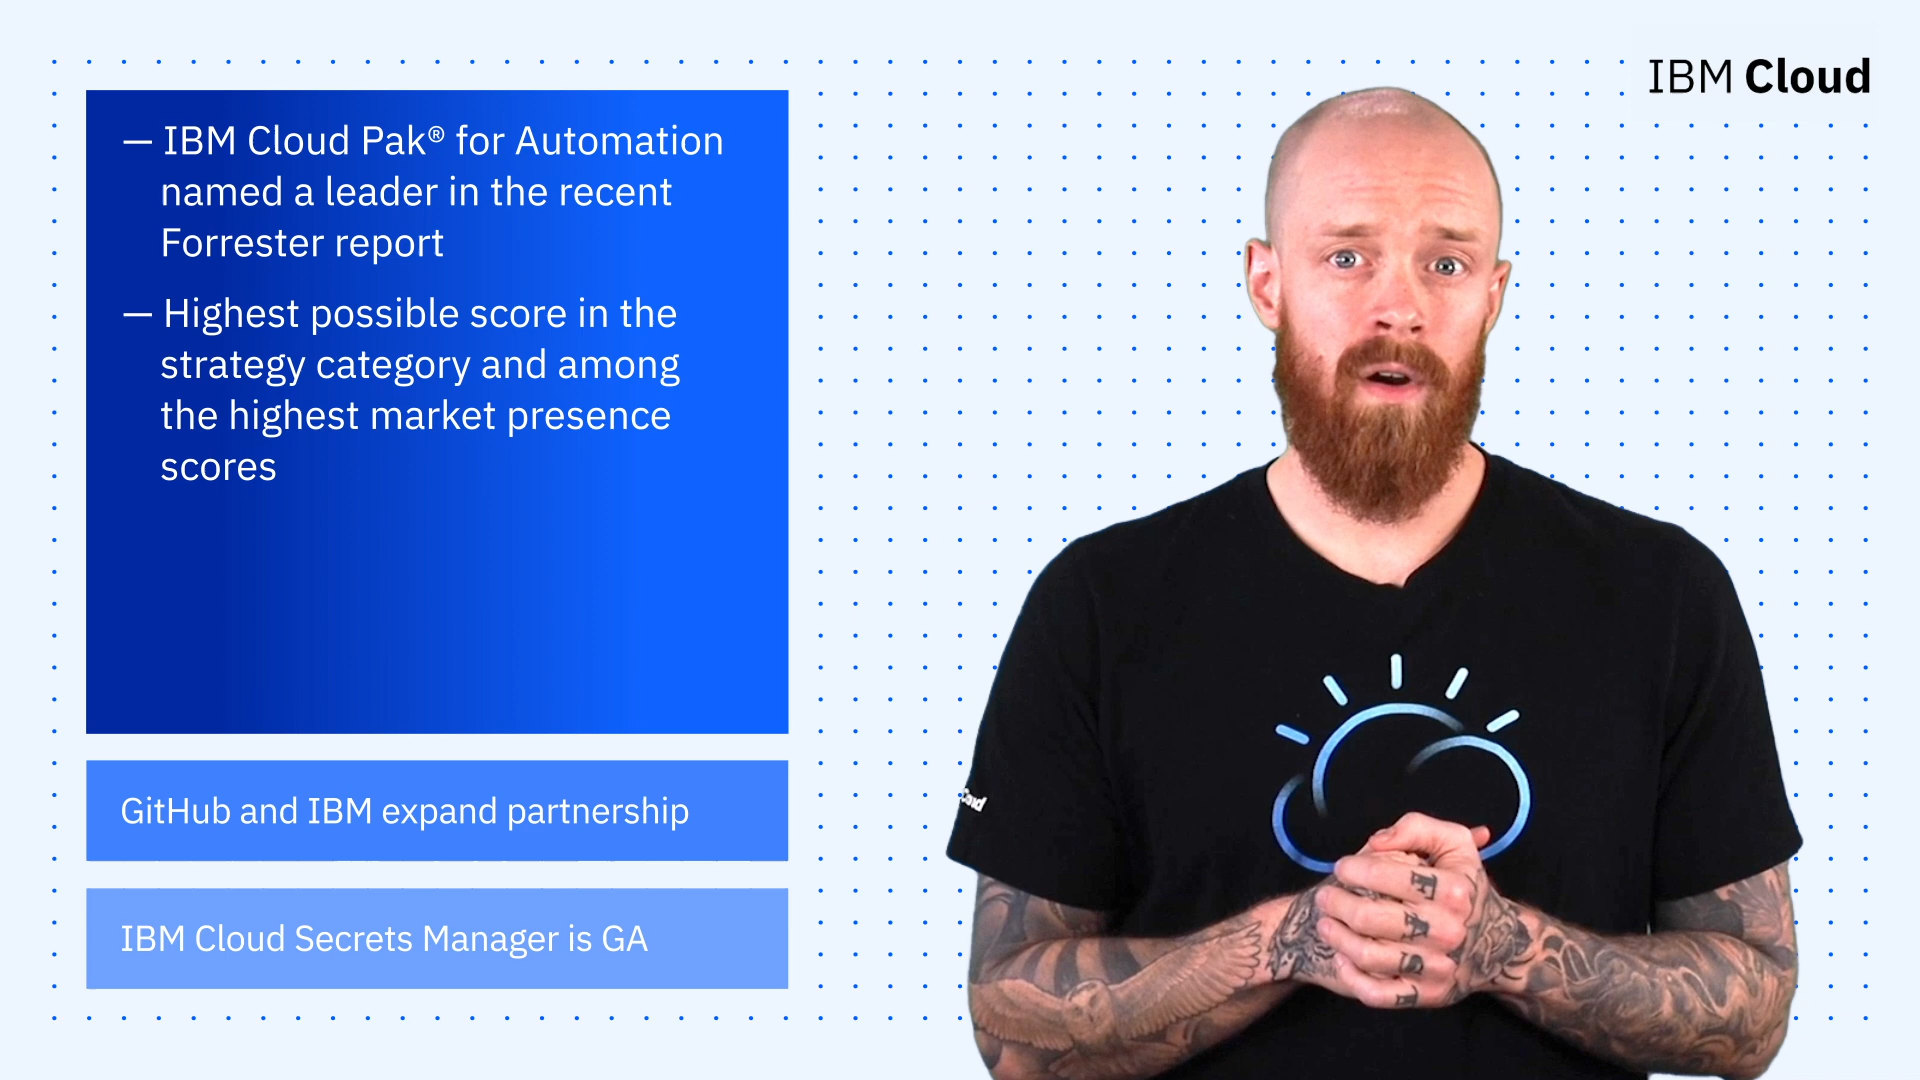 IBM Cloud
— IBM Cloud Pak® for Automation
named a leader in the recent
Forrester report
— Highest possible score in the
strategy category and among
the highest market presence
scores
GitHub and IBM expand partnership
IBM Cloud Secrets Manager is GA
F
A
S